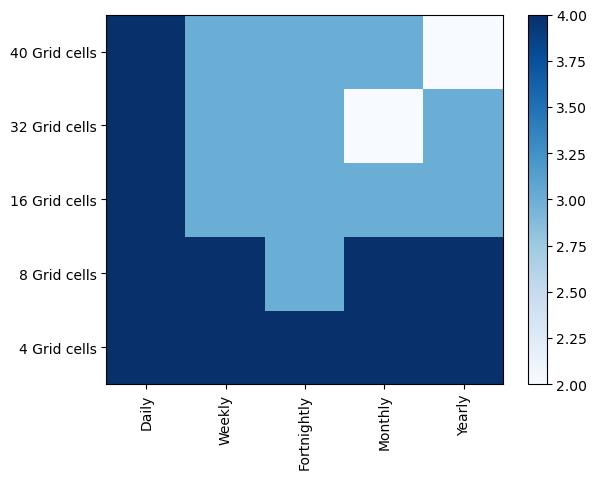 40 Grid cells
32 Grid cells
16 Grid cells
8 Grid cells
4 Grid cells
Daily
Weekly
Fortnightly
Monthly
Yearly
4.00
3.75
3.50
3.25
3.00
2.75
2.50
2.25
2.00